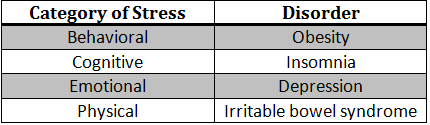 Category of Stress Disorder
Behavioral Obesity
Cognitive Insomnia
Emotional Depression
Physical Irritable bowel syndrome